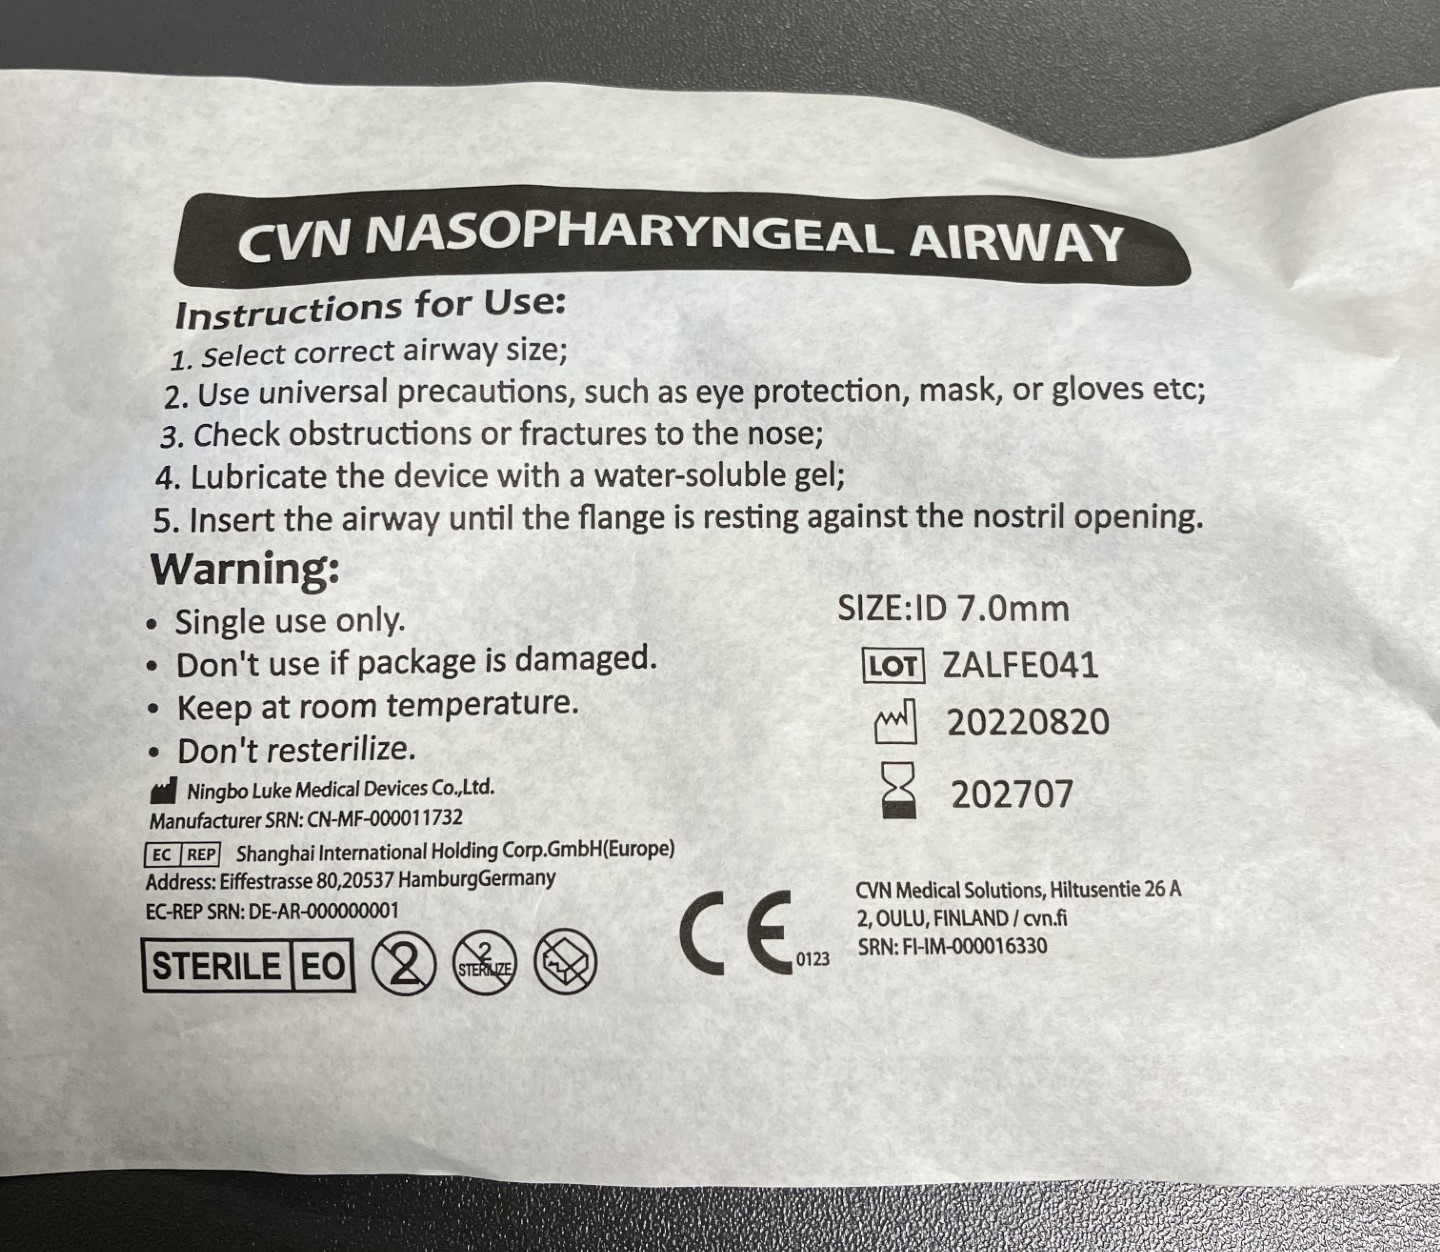 CVN NASOPHARYNGEAL AIRWAY
Instructions for Use:
1. Select correct airway size;
2. Use universal precautions, such as eye protection, mask, or gloves etc;
3. Check obstructions or fractures to the nose;
4. Lubricate the device with a water-soluble gel;
5. Insert the airway until the flange is resting against the nostril opening.
Warning:
• Single use only.
• Don't use if package is damaged.
• Keep at room temperature.
• Don't resterilize.
SIZE:ID 7.0mm
LOT ZALFE041
20220820
202707
Ningbo Luke Medical Devices Co.,Ltd.
Manufacturer SRN: CN-MF-000011732
EC REP Shanghai International Holding Corp.GmbH(Europe)
Address: Eiffestrasse 80,20537 HamburgGermany
EC-REP SRN: DE-AR-000000001
STERILE EO 2 2 STERILIZE
CE 0123
CVN Medical Solutions, Hiltusentie 26 A
2, OULU, FINLAND / cvn.fi
SRN: FI-IM-000016330